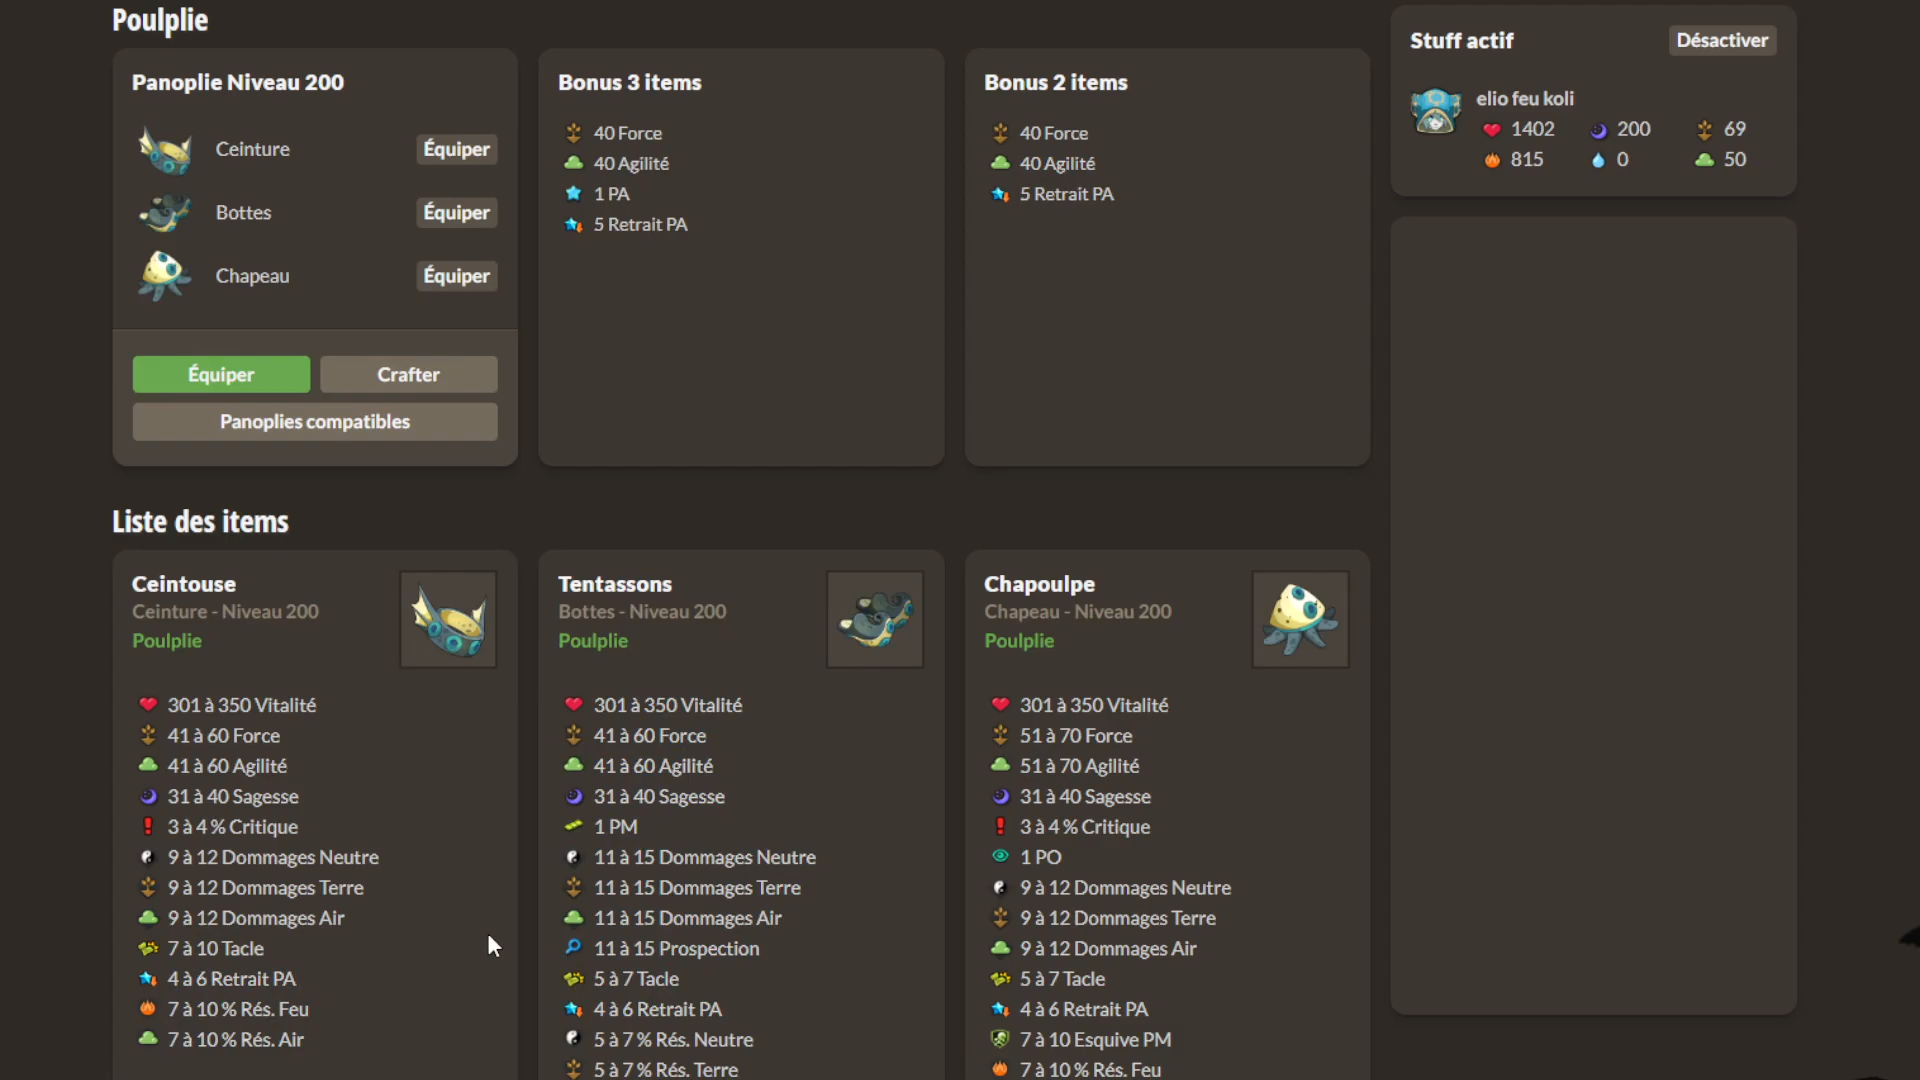 Poulplie
Panoplie Niveau 200
Ceinture
Équiper
Bottes
Équiper
Chapeau
Équiper
Équiper
Crafter
Panoplies compatibles
Bonus 3 items
40 Force
40 Agilité
1 PA
5 Retrait PA
Bonus 2 items
40 Force
40 Agilité
5 Retrait PA
Stuff actif
Désactiver
elio feu koli
1402 200 69
815 0 50
Liste des items
Ceintouse
Ceinture - Niveau 200
Poulplie
301 à 350 Vitalité
41 à 60 Force
41 à 60 Agilité
31 à 40 Sagesse
3 à 4 % Critique
9 à 12 Dommages Neutre
9 à 12 Dommages Terre
9 à 12 Dommages Air
7 à 10 Tacle
4 à 6 Retrait PA
7 à 10 % Rés. Feu
7 à 10 % Rés. Air
Tentassons
Bottes - Niveau 200
Poulplie
301 à 350 Vitalité
41 à 60 Force
41 à 60 Agilité
31 à 40 Sagesse
1 PM
11 à 15 Dommages Neutre
11 à 15 Dommages Terre
11 à 15 Dommages Air
11 à 15 Prospection
5 à 7 Tacle
4 à 6 Retrait PA
5 à 7 % Rés. Neutre
5 à 7 % Rés. Terre
Chapoulpe
Chapeau - Niveau 200
Poulplie
301 à 350 Vitalité
51 à 70 Force
51 à 70 Agilité
31 à 40 Sagesse
3 à 4 % Critique
1 PO
9 à 12 Dommages Neutre
9 à 12 Dommages Terre
9 à 12 Dommages Air
5 à 7 Tacle
4 à 6 Retrait PA
7 à 10 Esquive PM
7 à 10 % Rés. Feu